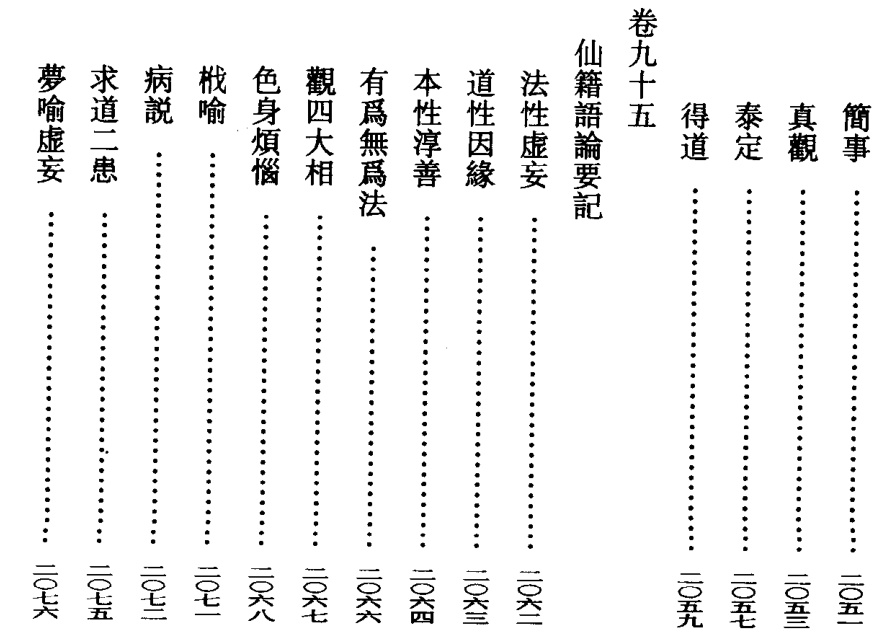 簡事……二〇五一
真觀……二〇五三
泰定……二〇五七
得道……二〇五九
卷九十五
仙籍語論要記
法性虛妄……二〇六二
道性因緣……二〇六三
本性淳善……二〇六四
有爲無爲法……二〇六六
觀四大相……二〇六七
色身煩惱……二〇六八
栰喻……二〇七一
病説……二〇七二
求道二患……二〇七五
夢喻虛妄……二〇七六